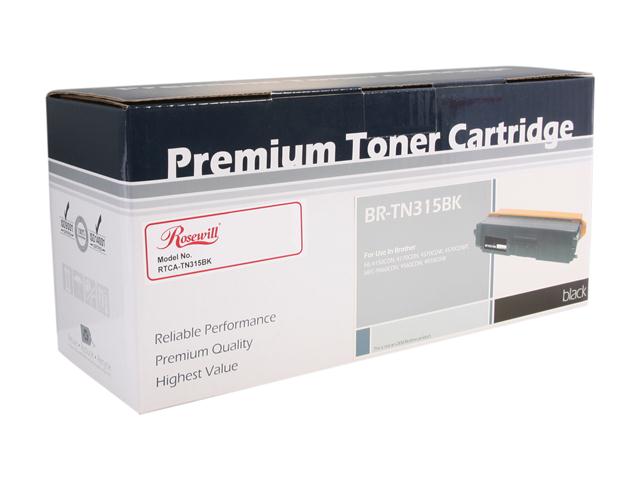 Premium Toner Cartridge
Rosewill
Model No.
RTCA-TN315BK
BR-TN315BK
For Use In Brother
black
Reliable Performance
Premium Quality
Highest Value